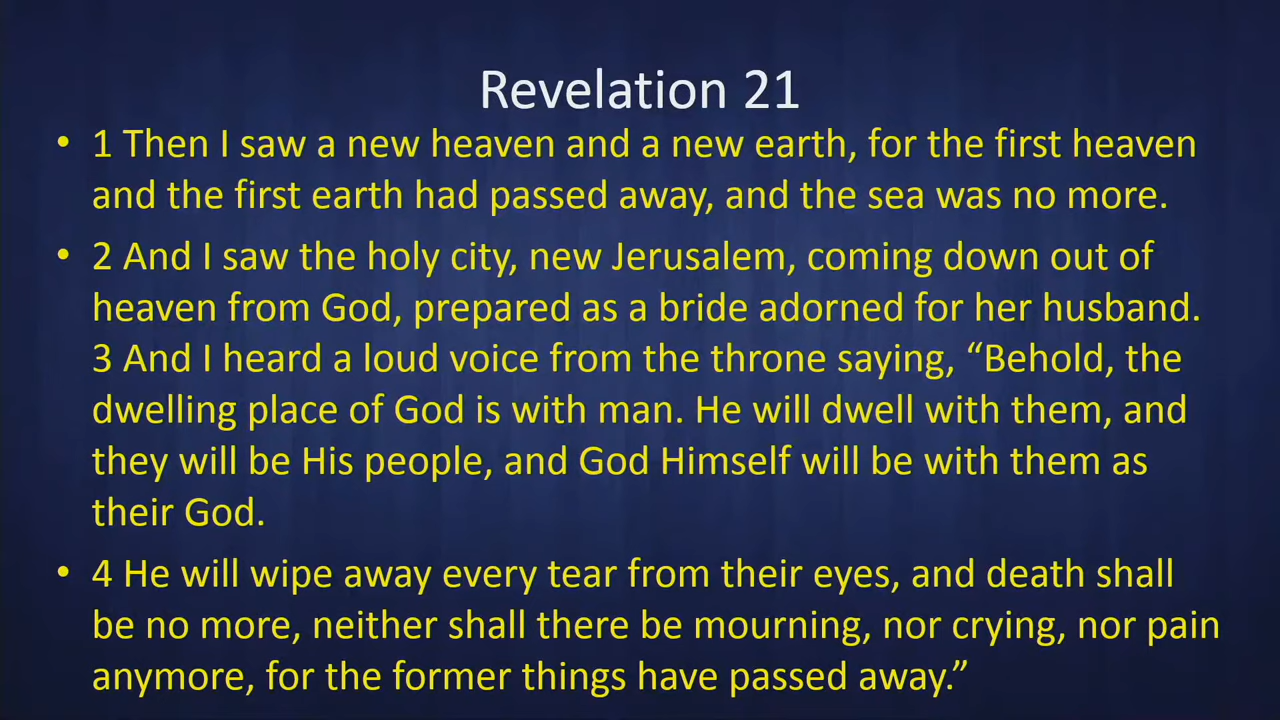 Revelation 21
• 1 Then I saw a new heaven and a new earth, for the first heaven
and the first earth had passed away, and the sea was no more.
• 2 And I saw the holy city, new Jerusalem, coming down out of
heaven from God, prepared as a bride adorned for her husband.
3 And I heard a loud voice from the throne saying, “Behold, the
dwelling place of God is with man. He will dwell with them, and
they will be His people, and God Himself will be with them as
their God.
• 4 He will wipe away every tear from their eyes, and death shall
be no more, neither shall there be mourning, nor crying, nor pain
anymore, for the former things have passed away.”